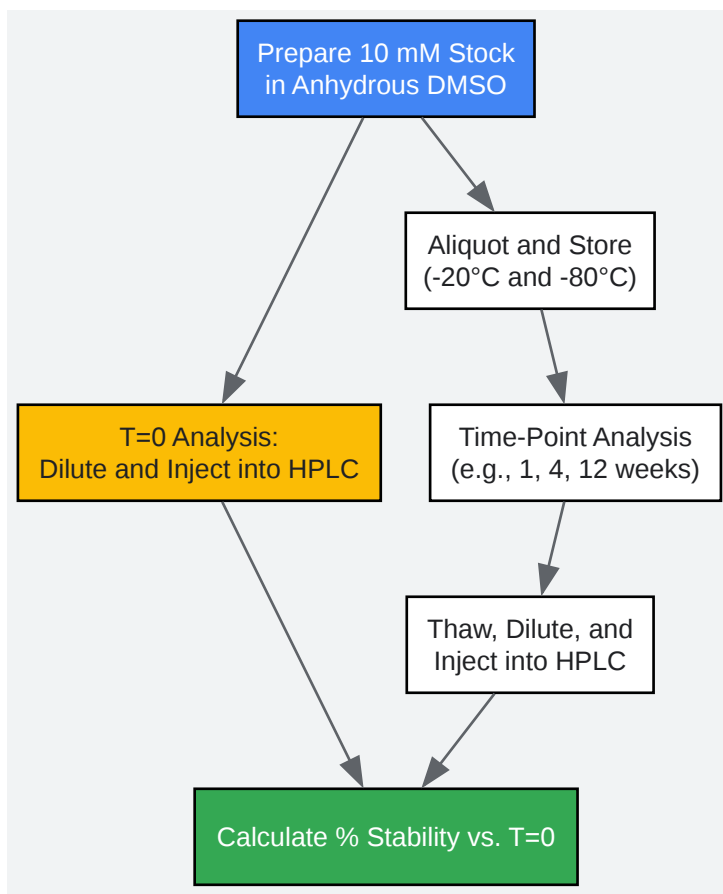 Prepare 10 mM Stock
in Anhydrous DMSO
Aliquot and Store
(-20°C and -80°C)
T=0 Analysis:
Dilute and Inject into HPLC
Time-Point Analysis
(e.g., 1, 4, 12 weeks)
Thaw, Dilute, and
Inject into HPLC
Calculate % Stability vs. T=0